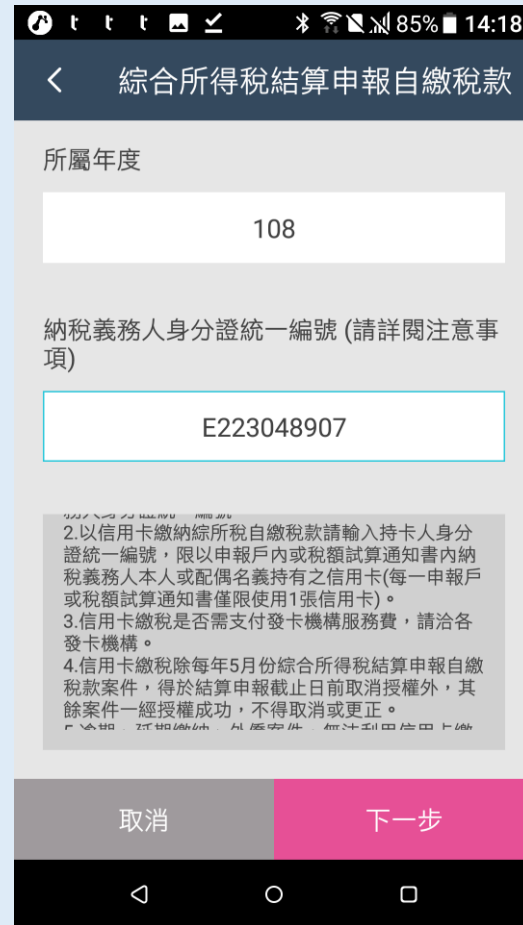 85% 14:18
綜合所得稅結算申報自繳稅款
所屬年度
108
納稅義務人身分證統一編號 (請詳閱注意事
項)
E223048907
2.以信用卡繳納綜所稅自繳稅款請輸入持卡人身分
證統一編號，限以申報戶內或稅額試算通知書內納
稅義務人本人或配偶名義持有之信用卡(每一申報戶
或稅額試算通知書僅限使用1張信用卡)。
3.信用卡繳稅是否需支付發卡機構服務費，請洽各
發卡機構。
4.信用卡繳稅除每年5月份綜合所得稅結算申報自繳
稅款案件，得於結算申報截止日前取消授權外，其
餘案件一經授權成功，不得取消或更正。
取消
下一步